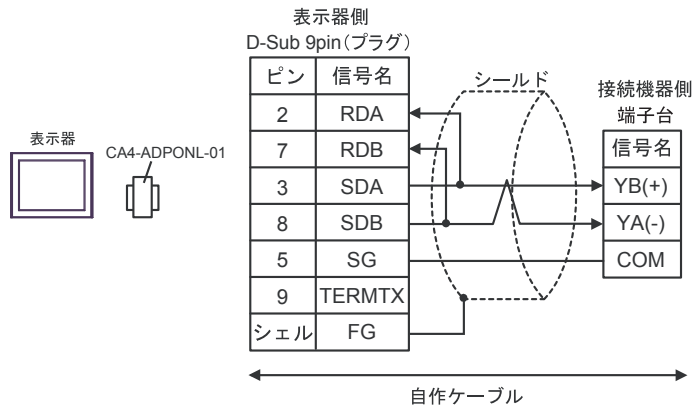 表示器側
D-Sub 9pin(プラグ)
ピン 信号名
2 RDA
7 RDB
3 SDA
8 SDB
5 SG
9 TERMTX
シェル FG
シールド
接続機器側
端子台
信号名
YB(+)
YA(-)
COM
表示器
CA4-ADPONL-01
自作ケーブル